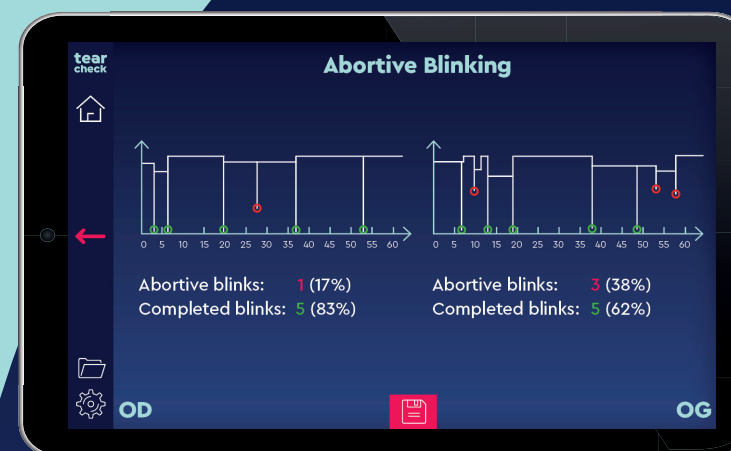 tear
check
Abortive Blinking
0 5 10 15 20 25 30 35 40 45 50 55 60
0 5 10 15 20 25 30 35 40 45 50 55 60
Abortive blinks: 1 (17%)
Completed blinks: 5 (83%)
Abortive blinks: 3 (38%)
Completed blinks: 5 (62%)
OD
OG